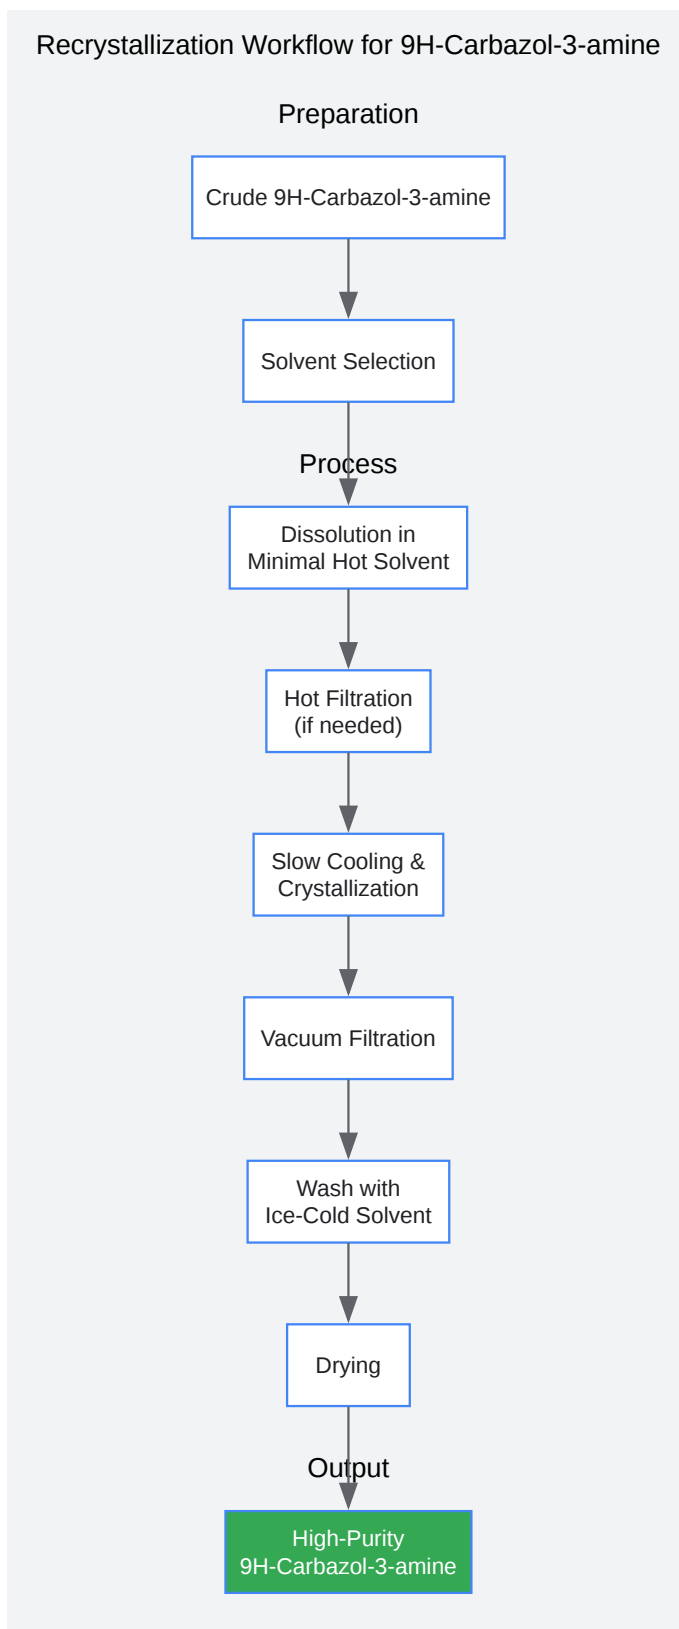 Recrystallization Workflow for 9H-Carbazol-3-amine
Preparation
Crude 9H-Carbazol-3-amine
Solvent Selection
Process
Dissolution in
Minimal Hot Solvent
Hot Filtration
(if needed)
Slow Cooling &
Crystallization
Vacuum Filtration
Wash with
Ice-Cold Solvent
Drying
Output
High-Purity
9H-Carbazol-3-amine